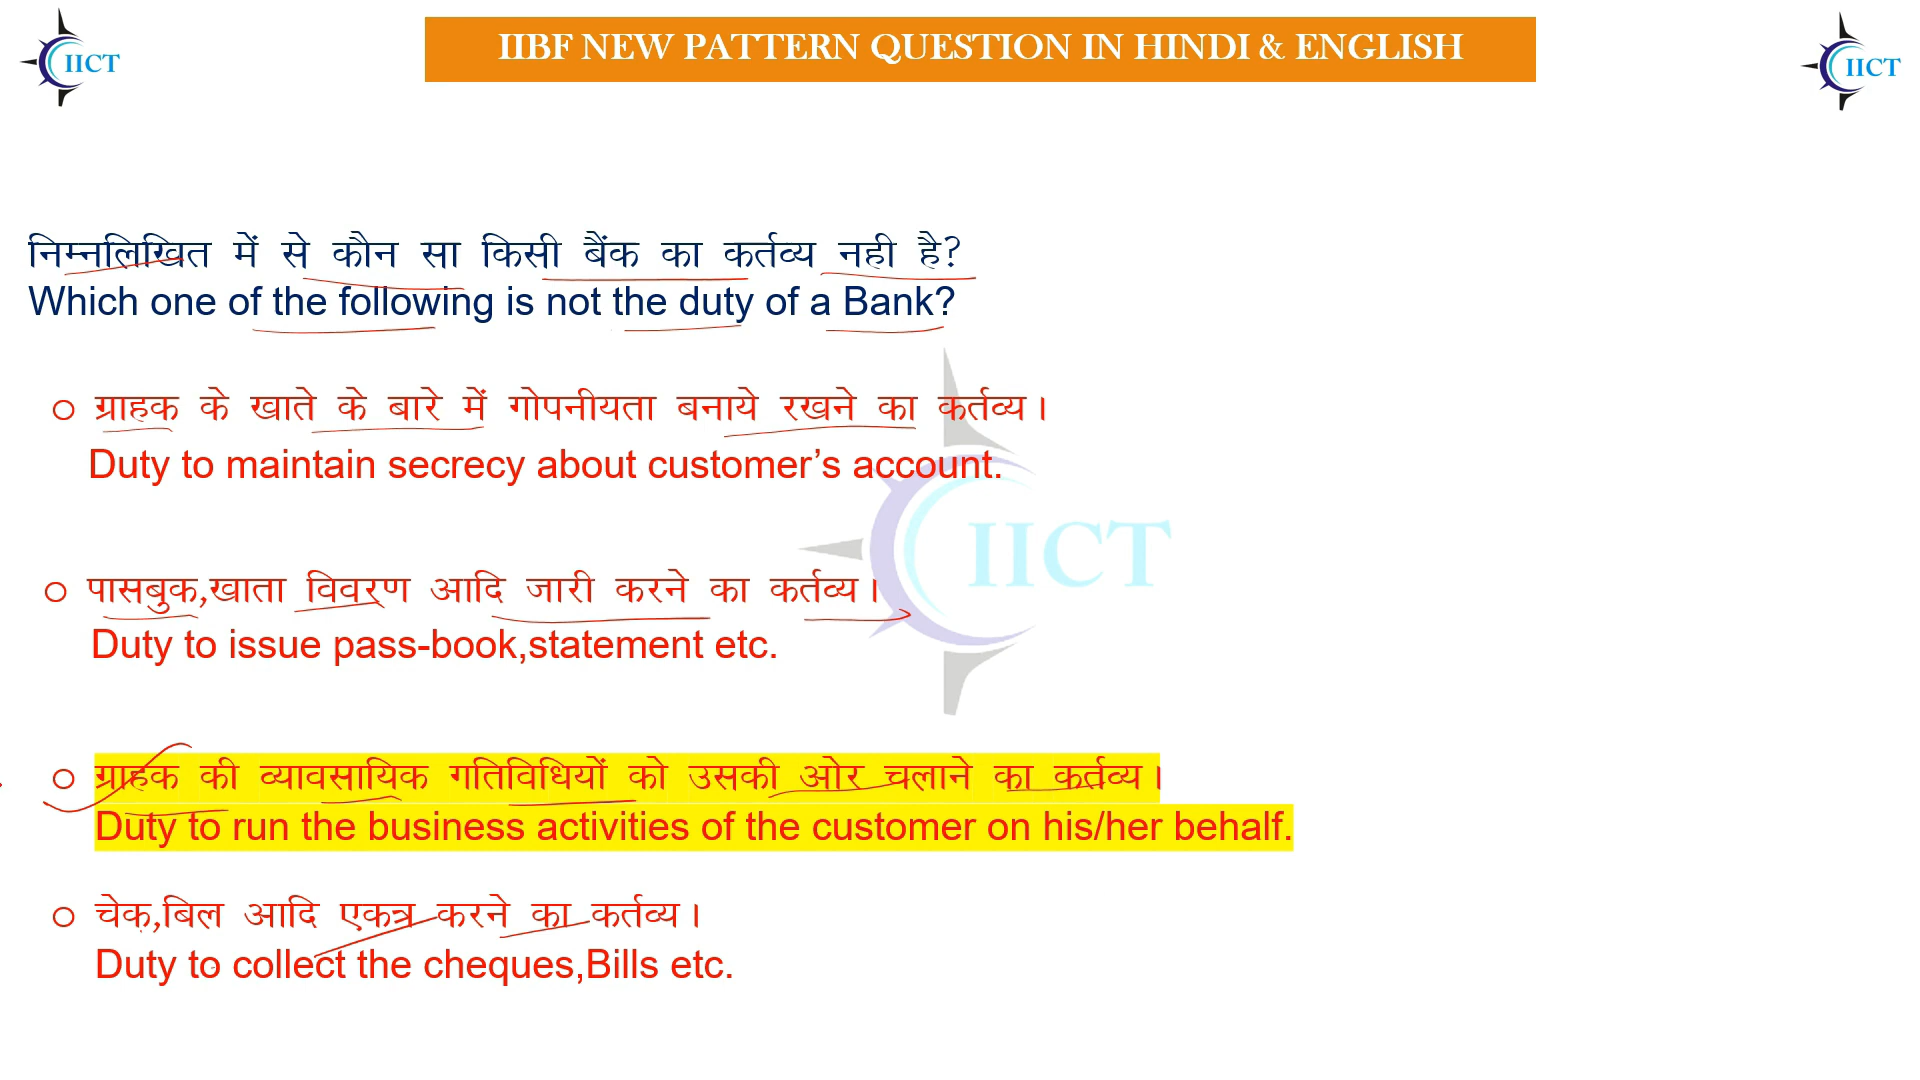 IICT
IIBF NEW PATTERN QUESTION IN HINDI & ENGLISH
IICT
निम्नलिखित में से कौन सा किसी बैंक का कर्तव्य नही है?
Which one of the following is not the duty of a Bank?
ग्राहक के खाते के बारे में गोपनीयता बनाये रखने का कर्तव्य।
Duty to maintain secrecy about customer’s account.
IICT
पासबुक,खाता विवरण आदि जारी करने का कर्तव्य।
Duty to issue pass-book,statement etc.
ग्राहक की व्यावसायिक गतिविधियों को उसकी ओर चलाने का कर्तव्य।
Duty to run the business activities of the customer on his/her behalf.
चेक,बिल आदि एकत्र करने का कर्तव्य।
Duty to collect the cheques,Bills etc.